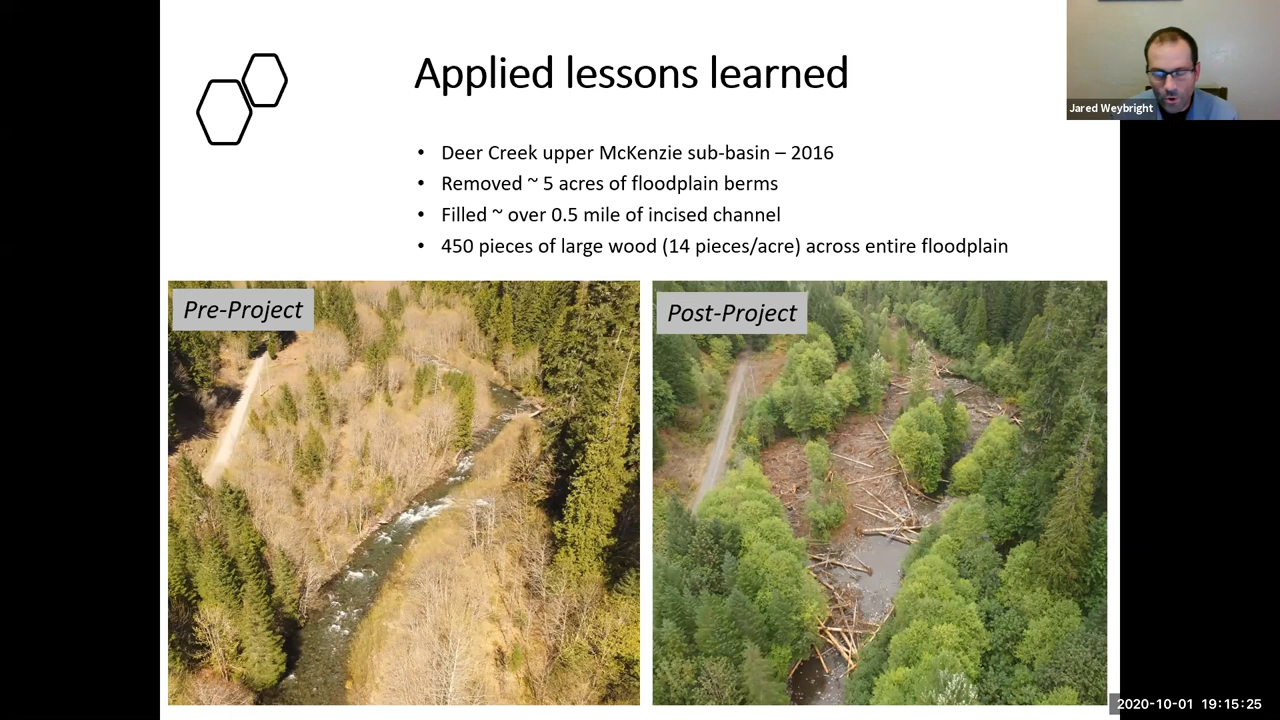 Applied lessons learned
Jared Weybright
• Deer Creek upper McKenzie sub-basin – 2016
• Removed ~ 5 acres of floodplain berms
• Filled ~ over 0.5 mile of incised channel
• 450 pieces of large wood (14 pieces/acre) across entire floodplain
Pre-Project
Post-Project
2020-10-01 19:15:25